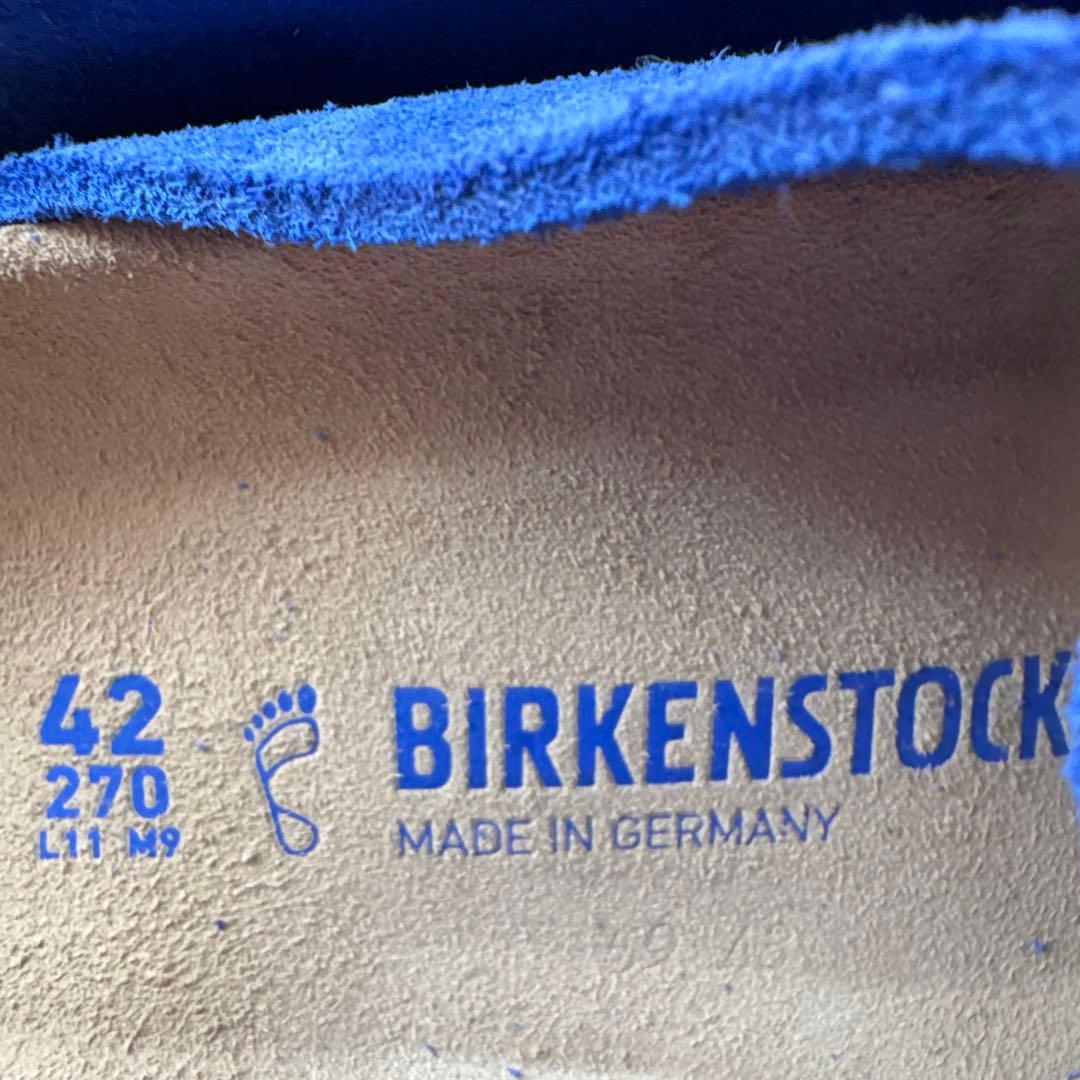 42
270
L11 M9
BIRKENSTOCK
MADE IN GERMANY